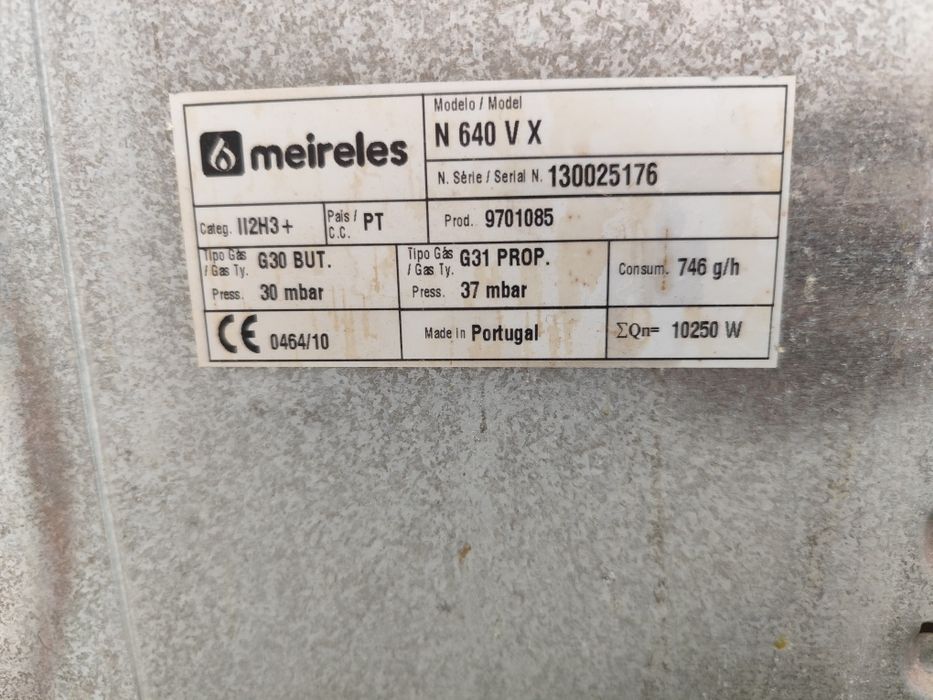 meireles
Modelo / Model
N 640 V X
N. Série / Serial N. 130025176
Categ. II2H3+
País / C.C. PT
Prod. 9701085
Tipo Gás / Gas Ty. G30 BUT.
Press. 30 mbar
Tipo Gás / Gas Ty. G31 PROP.
Press. 37 mbar
Consum. 746 g/h
CE 0464/10
Made in Portugal
ΣQn= 10250 W